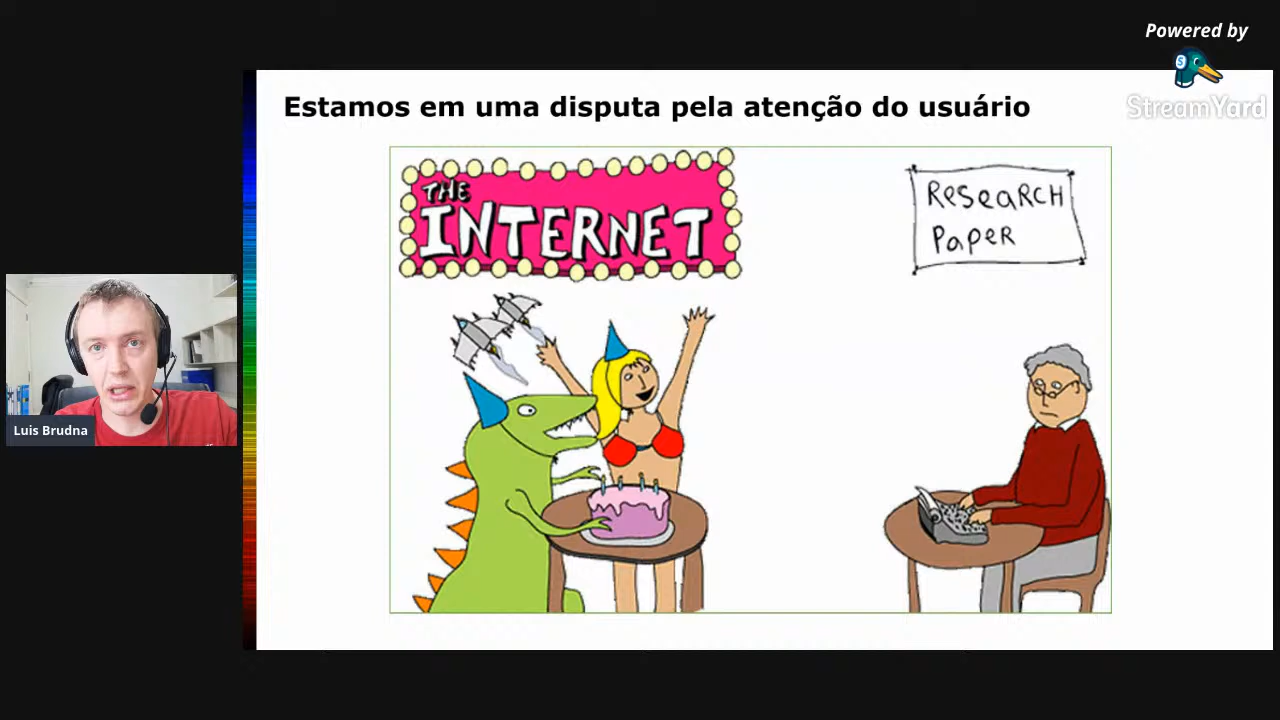 Powered by
StreamYard
Estamos em uma disputa pela atenção do usuário
THE
INTERNET
RESEARCH
PAPER
Luis Brudna